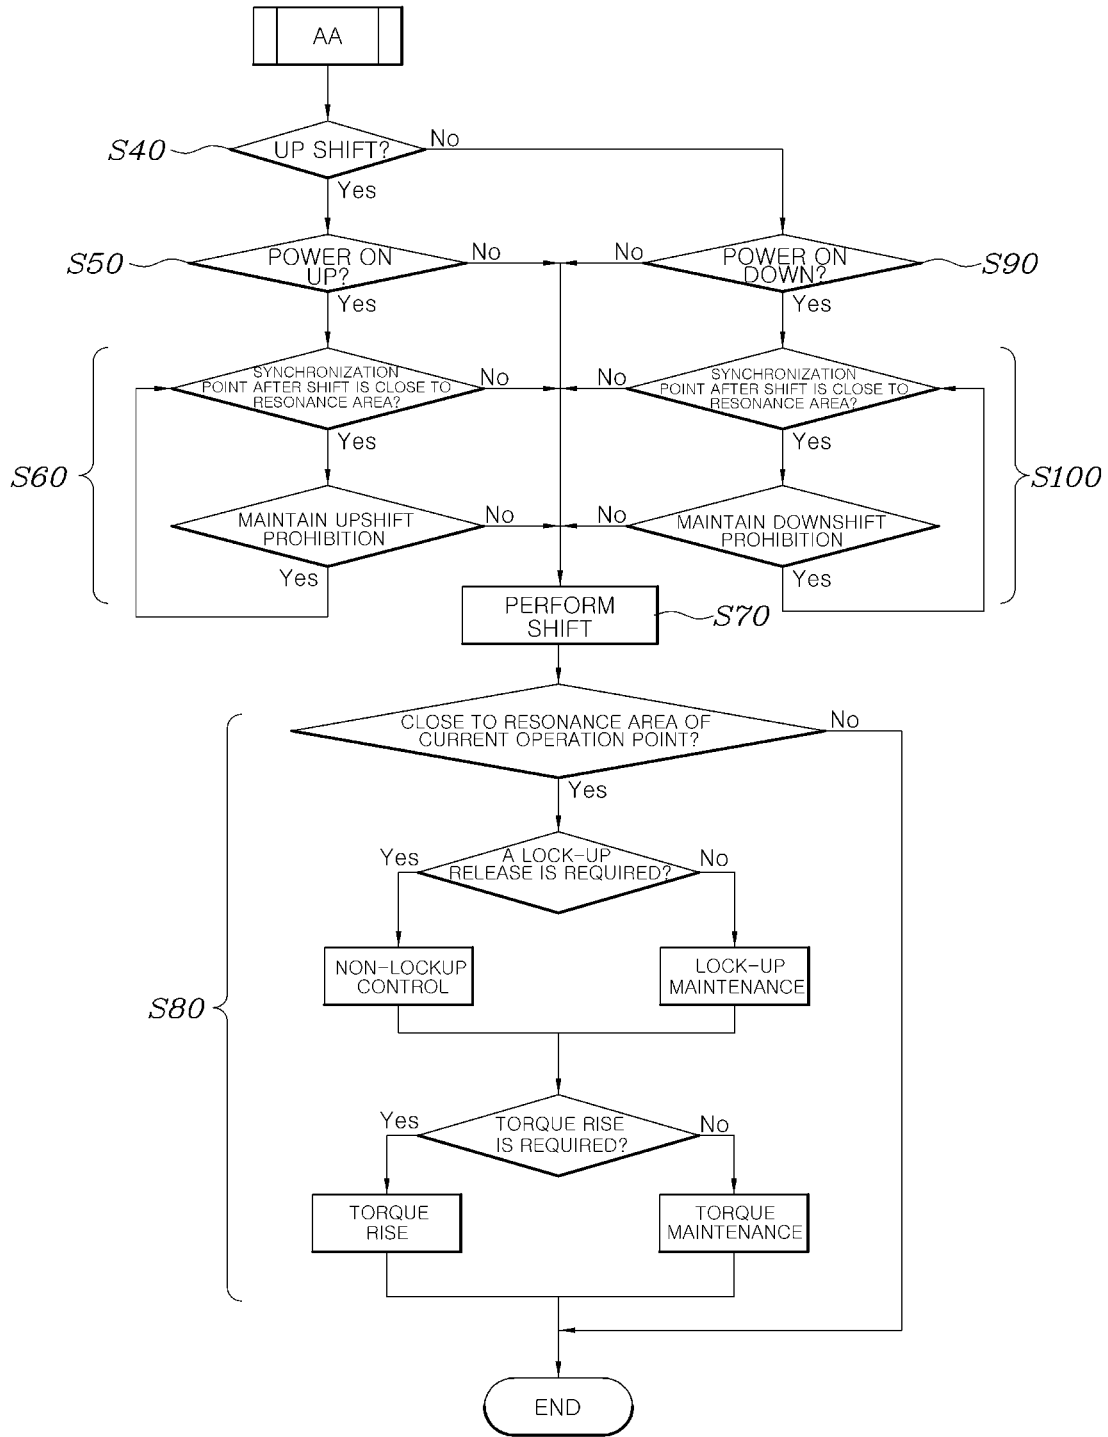 AA
S40
UP SHIFT?
No
Yes
S50
POWER ON
UP?
No
Yes
No
POWER ON
DOWN?
S90
Yes
S60
SYNCHRONIZATION
POINT AFTER SHIFT IS CLOSE TO
RESONANCE AREA?
No
Yes
No
SYNCHRONIZATION
POINT AFTER SHIFT IS CLOSE TO
RESONANCE AREA?
Yes
S100
MAINTAIN UPSHIFT
PROHIBITION
No
Yes
No
MAINTAIN DOWNSHIFT
PROHIBITION
Yes
PERFORM
SHIFT
S70
CLOSE TO RESONANCE AREA OF
CURRENT OPERATION POINT?
No
Yes
S80
Yes
A LOCK-UP
RELEASE IS REQUIRED?
No
NON-LOCKUP
CONTROL
LOCK-UP
MAINTENANCE
Yes
TORQUE RISE
IS REQUIRED?
No
TORQUE
RISE
TORQUE
MAINTENANCE
END